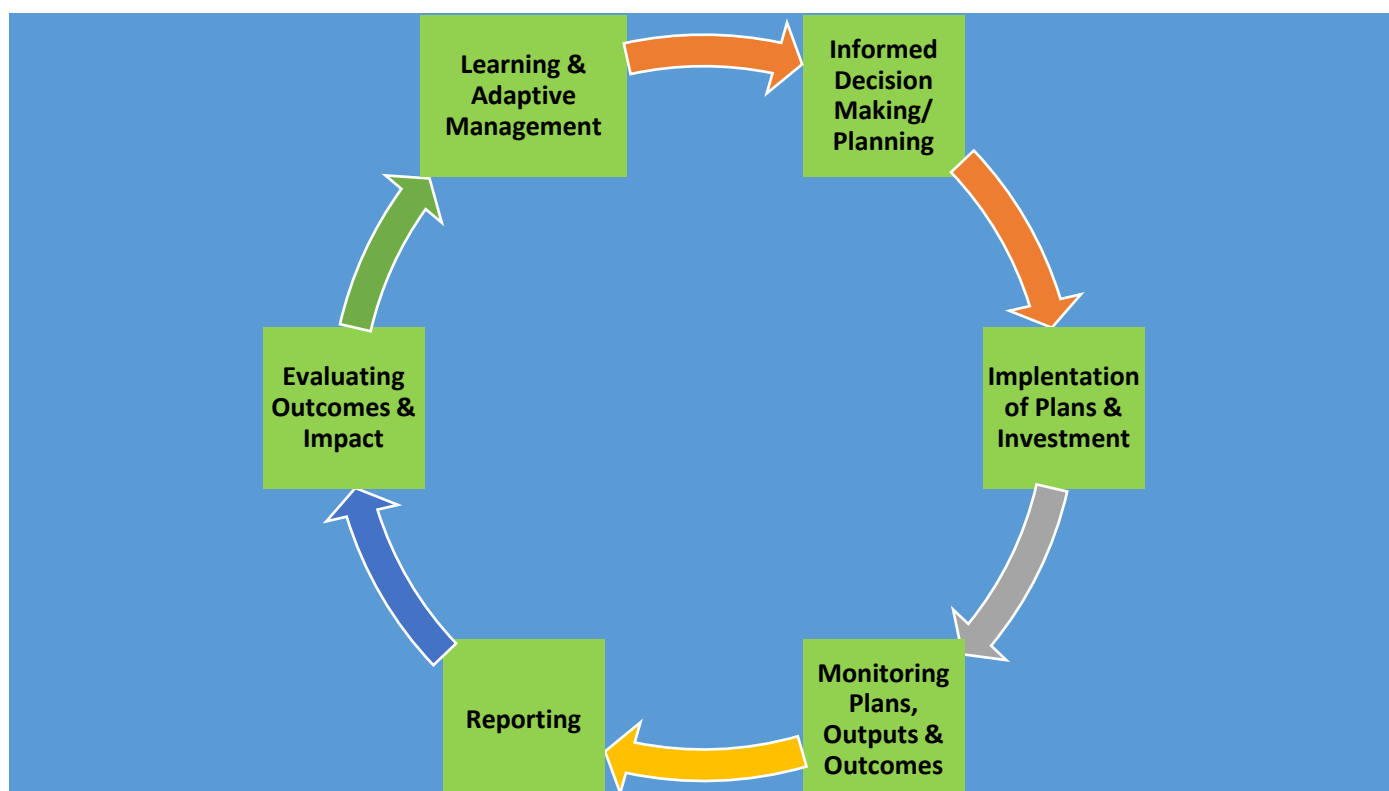 Learning &
Adaptive
Management
Informed
Decision
Making/
Planning
Implentation
of Plans &
Investment
Monitoring
Plans,
Outputs &
Outcomes
Reporting
Evaluating
Outcomes &
Impact